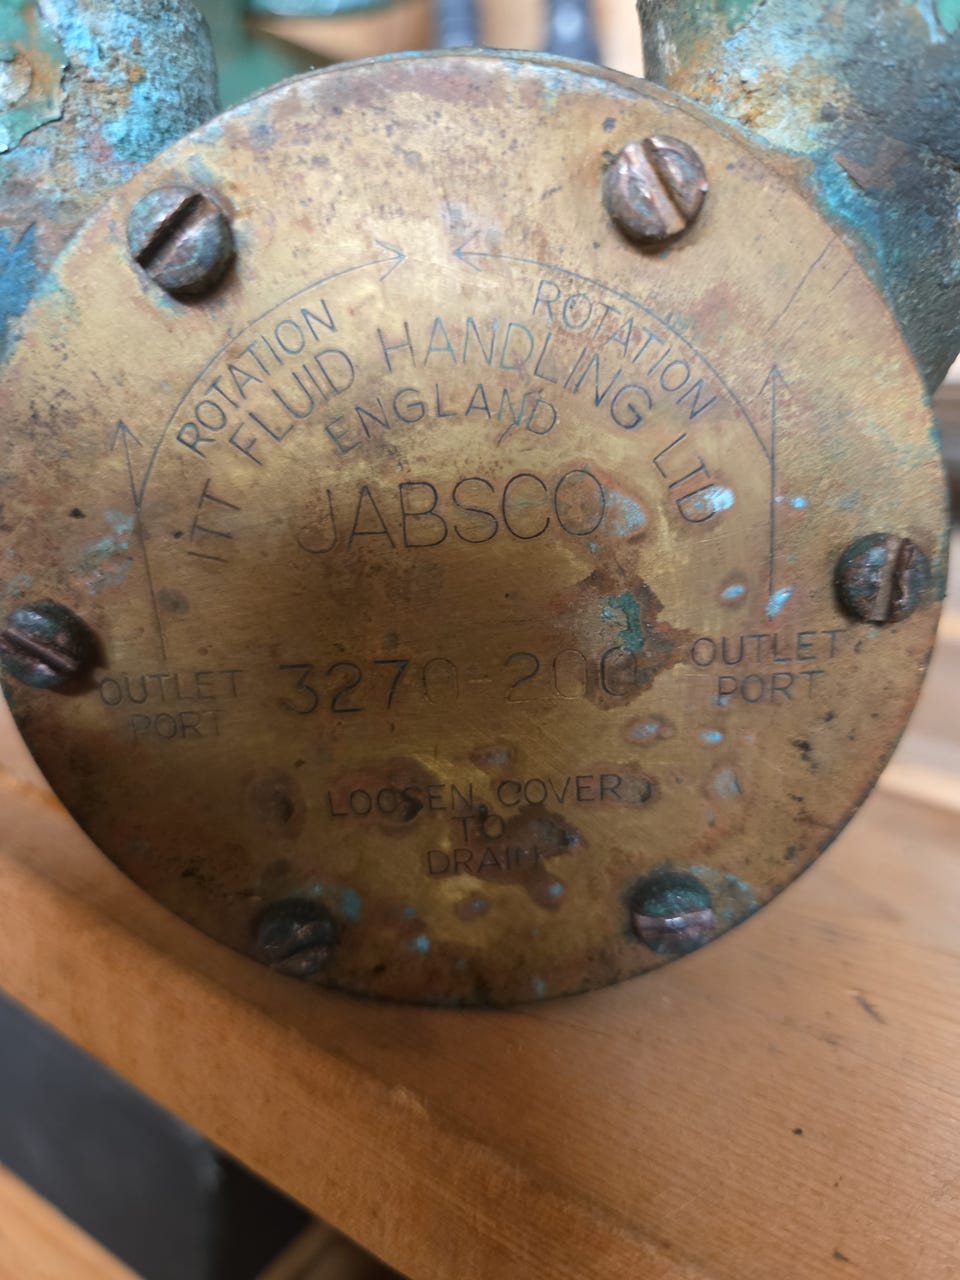 ROTATION ROTATION
ITT FLUID HANDLING LTD
ENGLAND
JABSCO
3270-200
OUTLET PORT
OUTLET PORT
LOOSEN COVER
TO
DRAIN